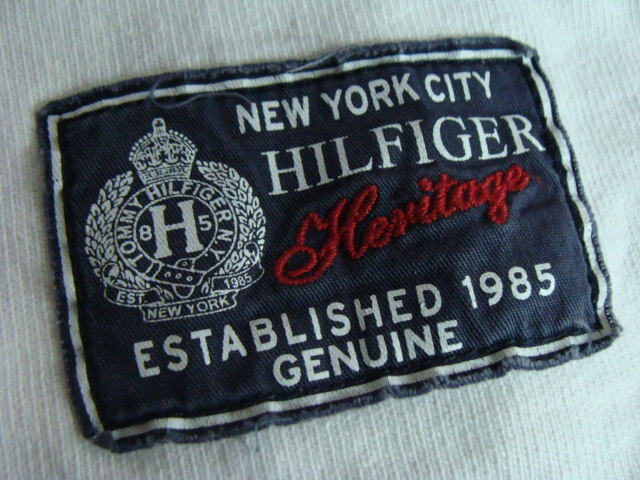 NEW YORK CITY
HILFIGER
Heritage
TOMMY HILFIGER N.Y.
8 H 5
EST. 1985
NEW YORK
ESTABLISHED 1985
GENUINE